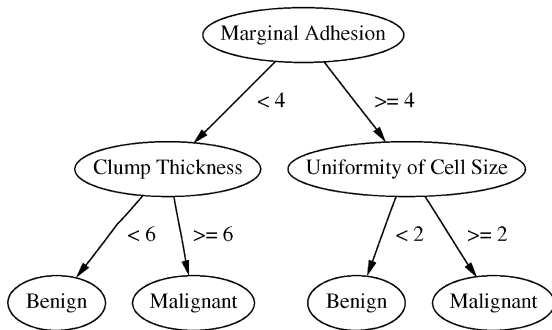 Marginal Adhesion
< 4
>= 4
Clump Thickness
Uniformity of Cell Size
< 6
>= 6
< 2
>= 2
Benign
Malignant
Benign
Malignant